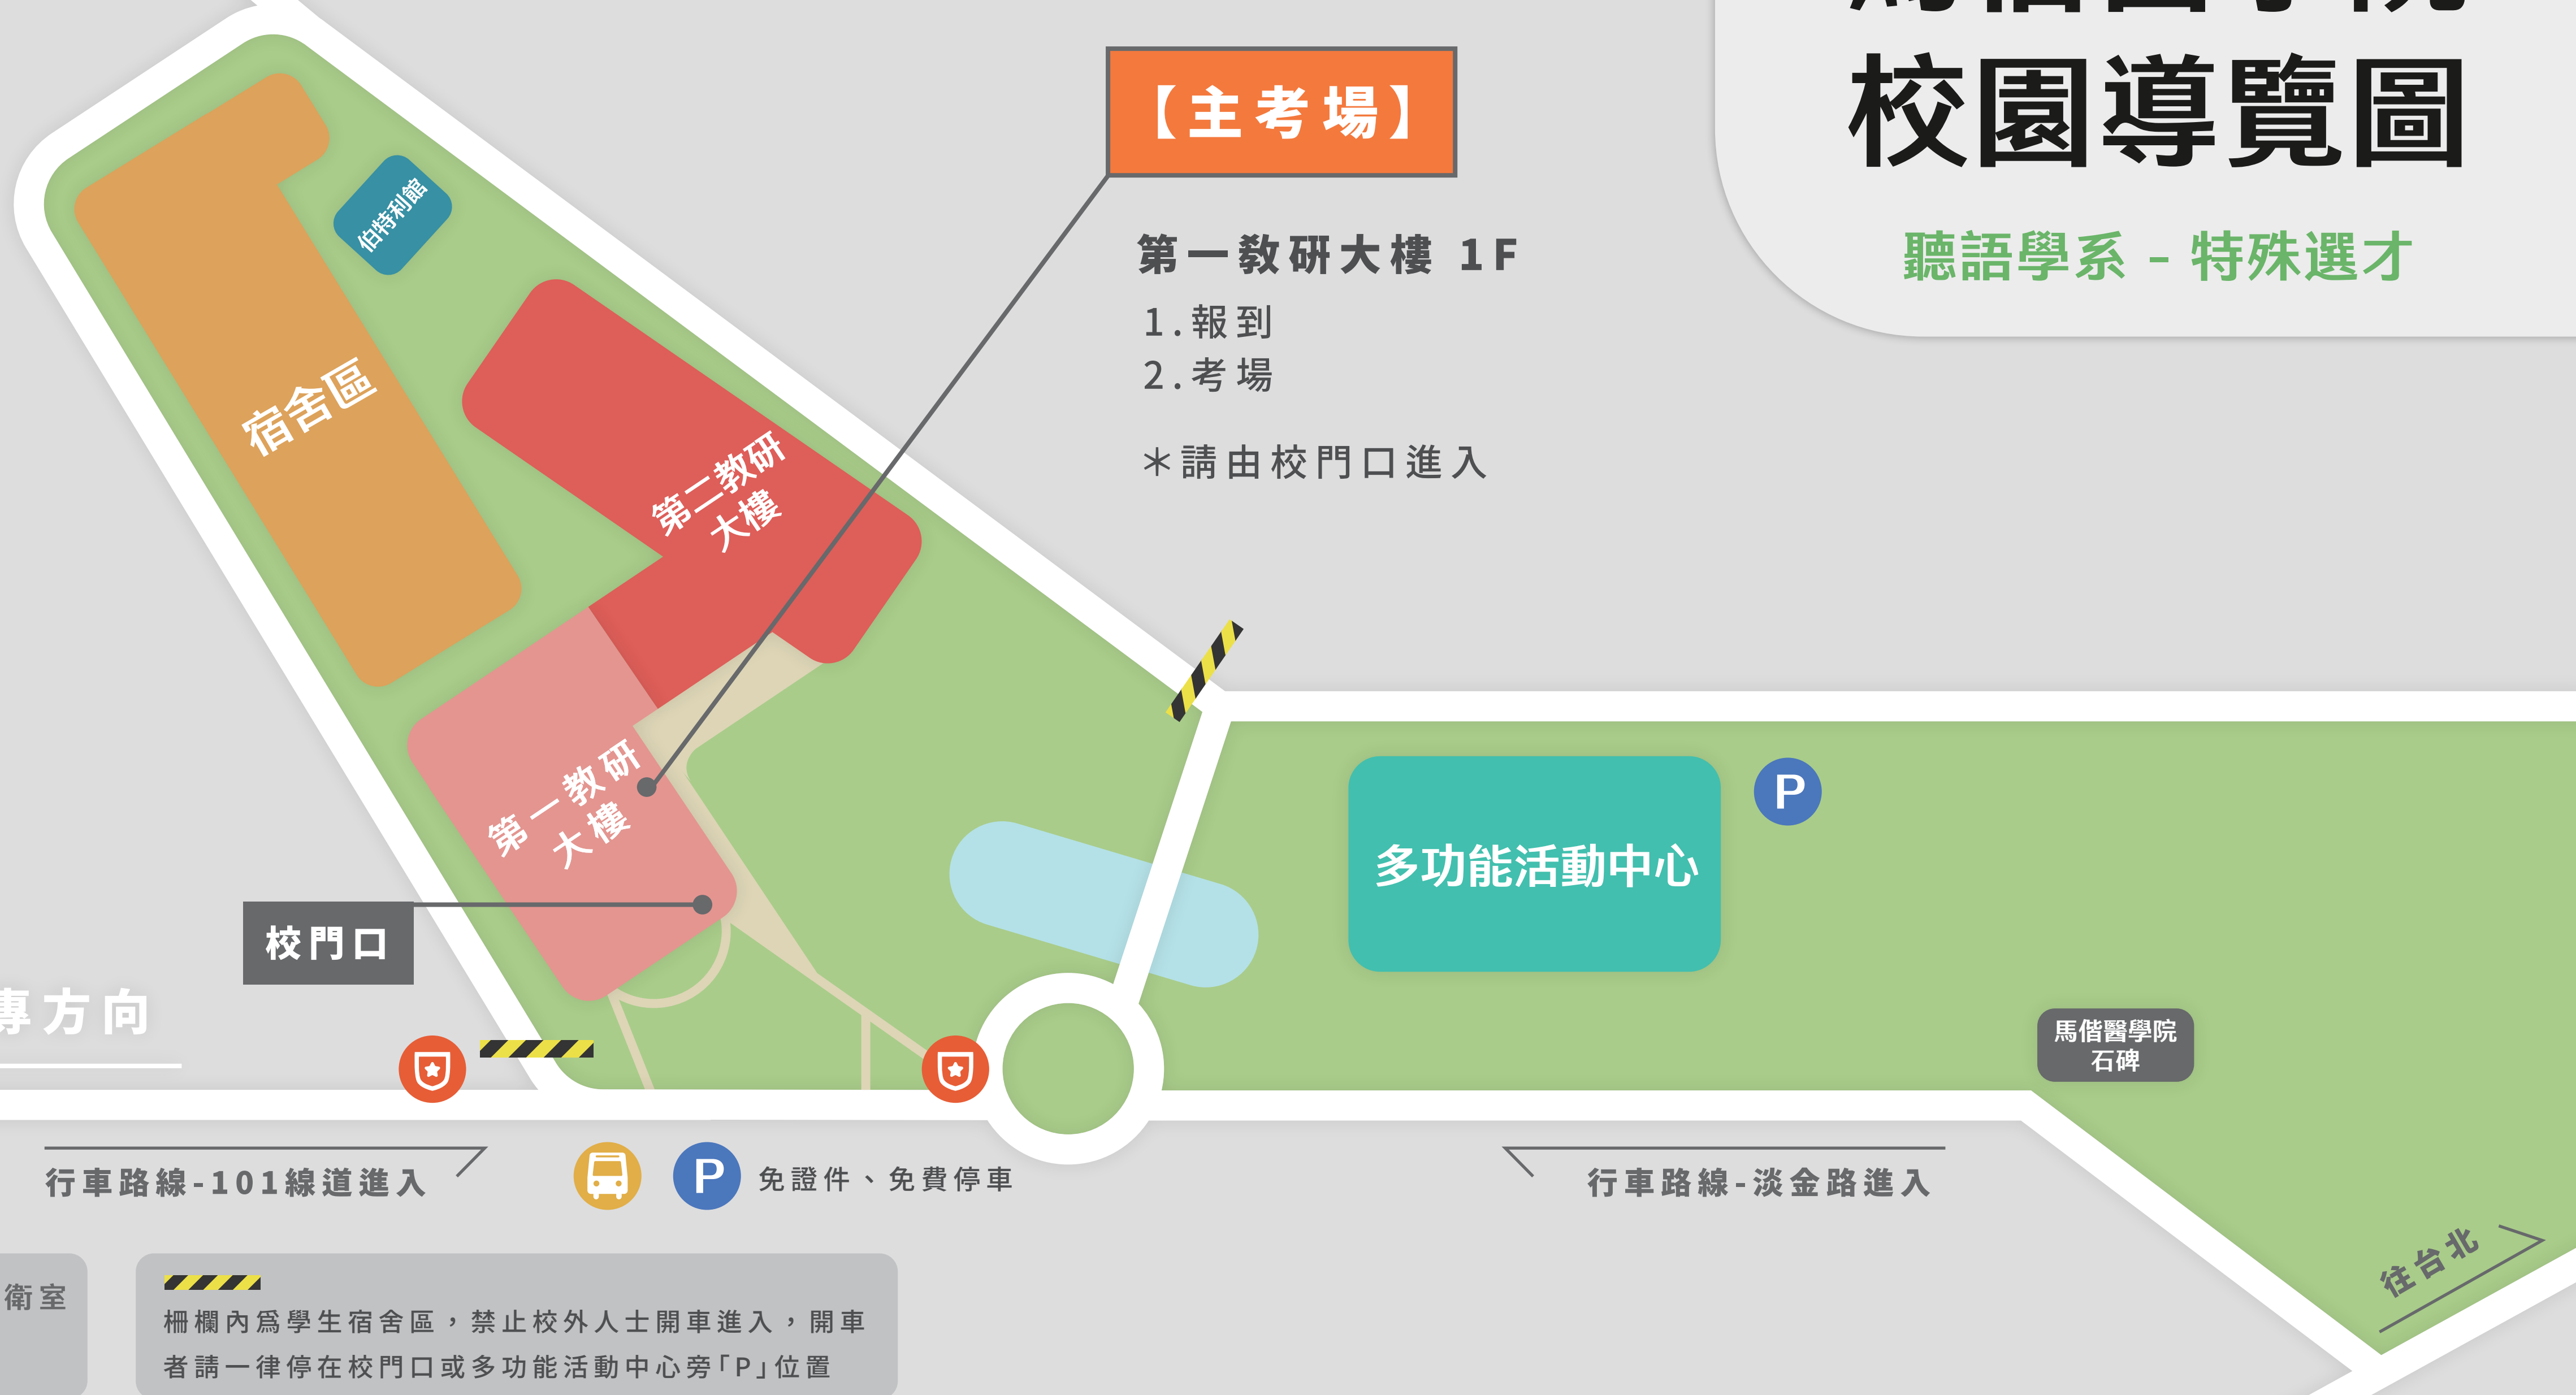 校園導覽圖
聽語學系 - 特殊選才
【主考場】
第一教研大樓 1F
1.報到
2.考場
＊請由校門口進入
伯特利館
宿舍區
第二教研
大樓
第一教研
大樓
校門口
方向
多功能活動中心
P
馬偕醫學院
石碑
行車路線-101線道進入
P
免證件、免費停車
行車路線-淡金路進入
往台北
衛室
柵欄內為學生宿舍區，禁止校外人士開車進入，開車
者請一律停在校門口或多功能活動中心旁「P」位置